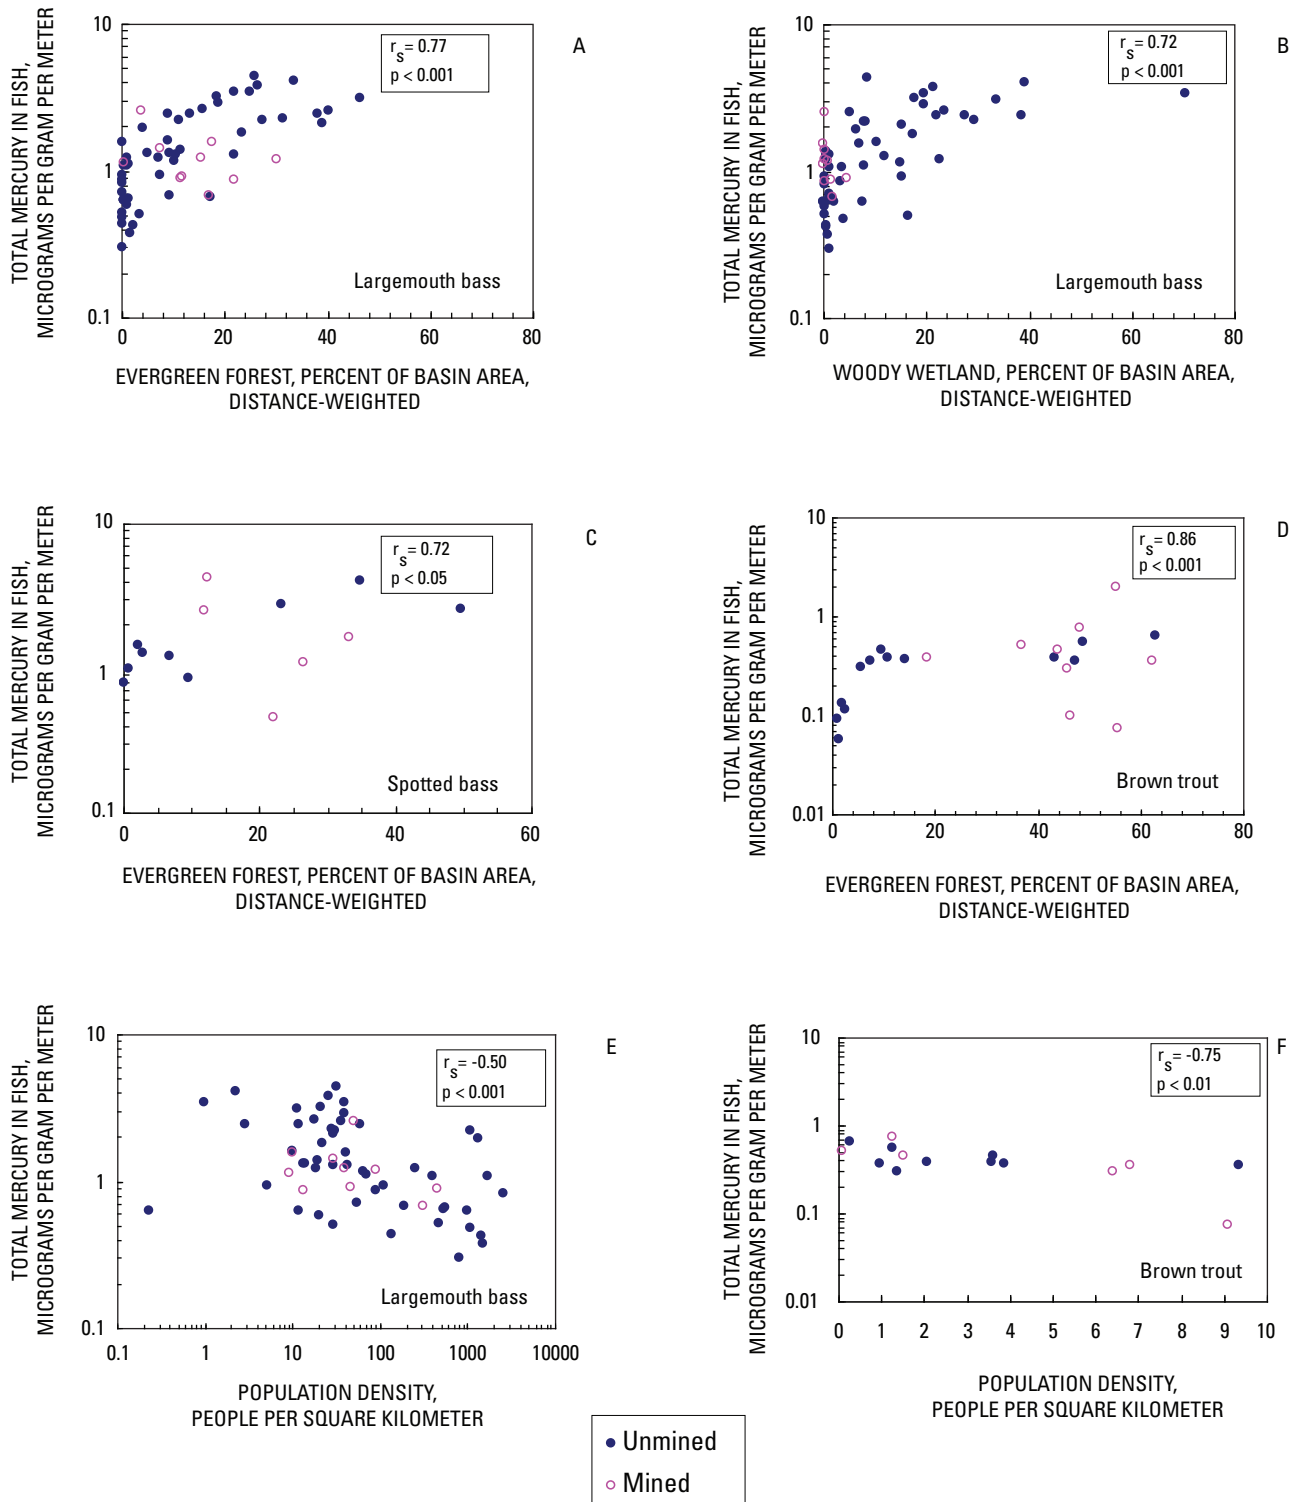 TOTAL MERCURY IN FISH,
MICROGRAMS PER GRAM PER METER
10
1
0.1
rs= 0.77
p < 0.001
A
Largemouth bass
0 20 40 60 80
EVERGREEN FOREST, PERCENT OF BASIN AREA,
DISTANCE-WEIGHTED
TOTAL MERCURY IN FISH,
MICROGRAMS PER GRAM PER METER
10
1
0.1
rs= 0.72
p < 0.001
B
Largemouth bass
0 20 40 60 80
WOODY WETLAND, PERCENT OF BASIN AREA,
DISTANCE-WEIGHTED
TOTAL MERCURY IN FISH,
MICROGRAMS PER GRAM PER METER
10
1
0.1
rs= 0.72
p < 0.05
C
Spotted bass
0 20 40 60
EVERGREEN FOREST, PERCENT OF BASIN AREA,
DISTANCE-WEIGHTED
TOTAL MERCURY IN FISH,
MICROGRAMS PER GRAM PER METER
10
1
0.1
0.01
rs= 0.86
p < 0.001
D
Brown trout
0 20 40 60 80
EVERGREEN FOREST, PERCENT OF BASIN AREA,
DISTANCE-WEIGHTED
TOTAL MERCURY IN FISH,
MICROGRAMS PER GRAM PER METER
10
1
0.1
rs= -0.50
p < 0.001
E
Largemouth bass
0.1 1 10 100 1000 10000
POPULATION DENSITY,
PEOPLE PER SQUARE KILOMETER
TOTAL MERCURY IN FISH,
MICROGRAMS PER GRAM PER METER
10
1
0.1
0.01
rs= -0.75
p < 0.01
F
Brown trout
0 1 2 3 4 5 6 7 8 9 10
POPULATION DENSITY,
PEOPLE PER SQUARE KILOMETER
Unmined
Mined